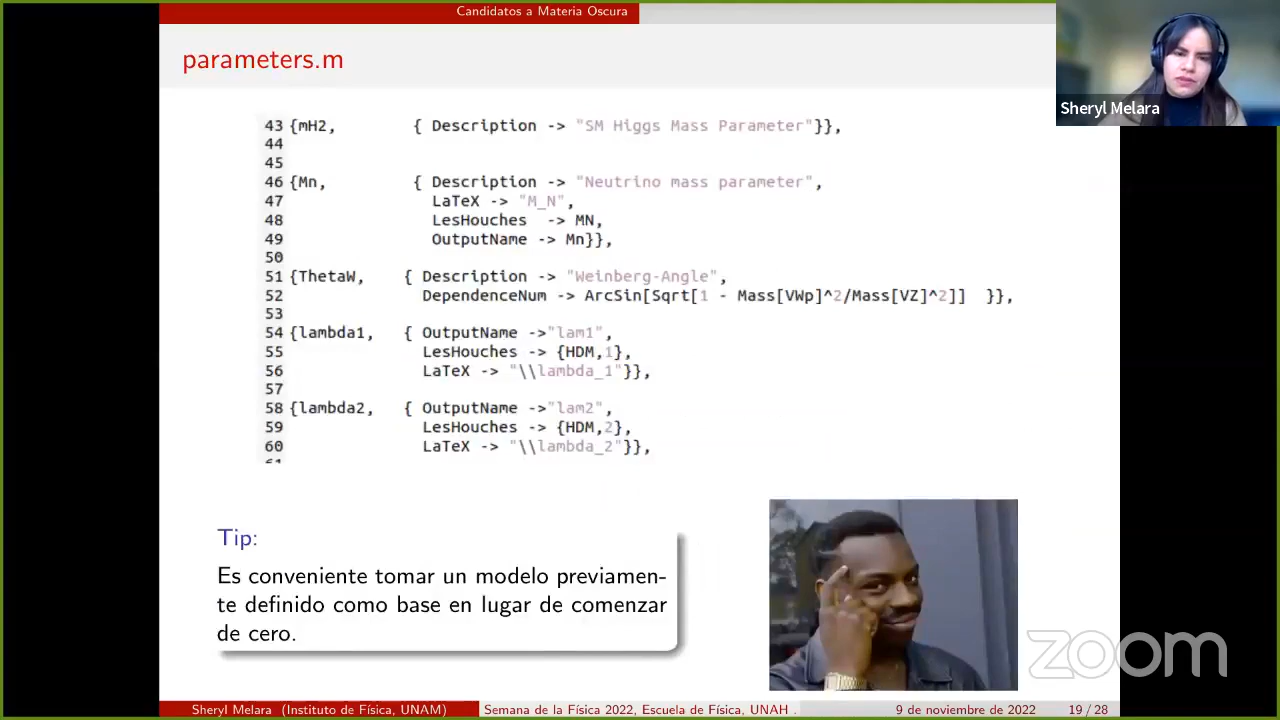 Candidatos a Materia Oscura
parameters.m
Sheryl Melara
43 {mH2, { Description -> "SM Higgs Mass Parameter"}},
44
45
46 {Mn, { Description -> "Neutrino mass parameter",
47 LaTeX -> "M_N",
48 LesHouches -> MN,
49 OutputName -> Mn}},
50
51 {ThetaW, { Description -> "Weinberg-Angle",
52 DependenceNum -> ArcSin[Sqrt[1 - Mass[VWp]^2/Mass[VZ]^2]] }},
53
54 {lambda1, { OutputName ->"lam1",
55 LesHouches -> {HDM,1},
56 LaTeX -> "\\lambda_1"}},
57
58 {lambda2, { OutputName ->"lam2",
59 LesHouches -> {HDM,2},
60 LaTeX -> "\\lambda_2"}},
Tip:
Es conveniente tomar un modelo previamen-
te definido como base en lugar de comenzar
de cero.
zoom
Sheryl Melara (Instituto de Física, UNAM) Semana de la Física 2022, Escuela de Física, UNAH . 9 de noviembre de 2022 19 / 28